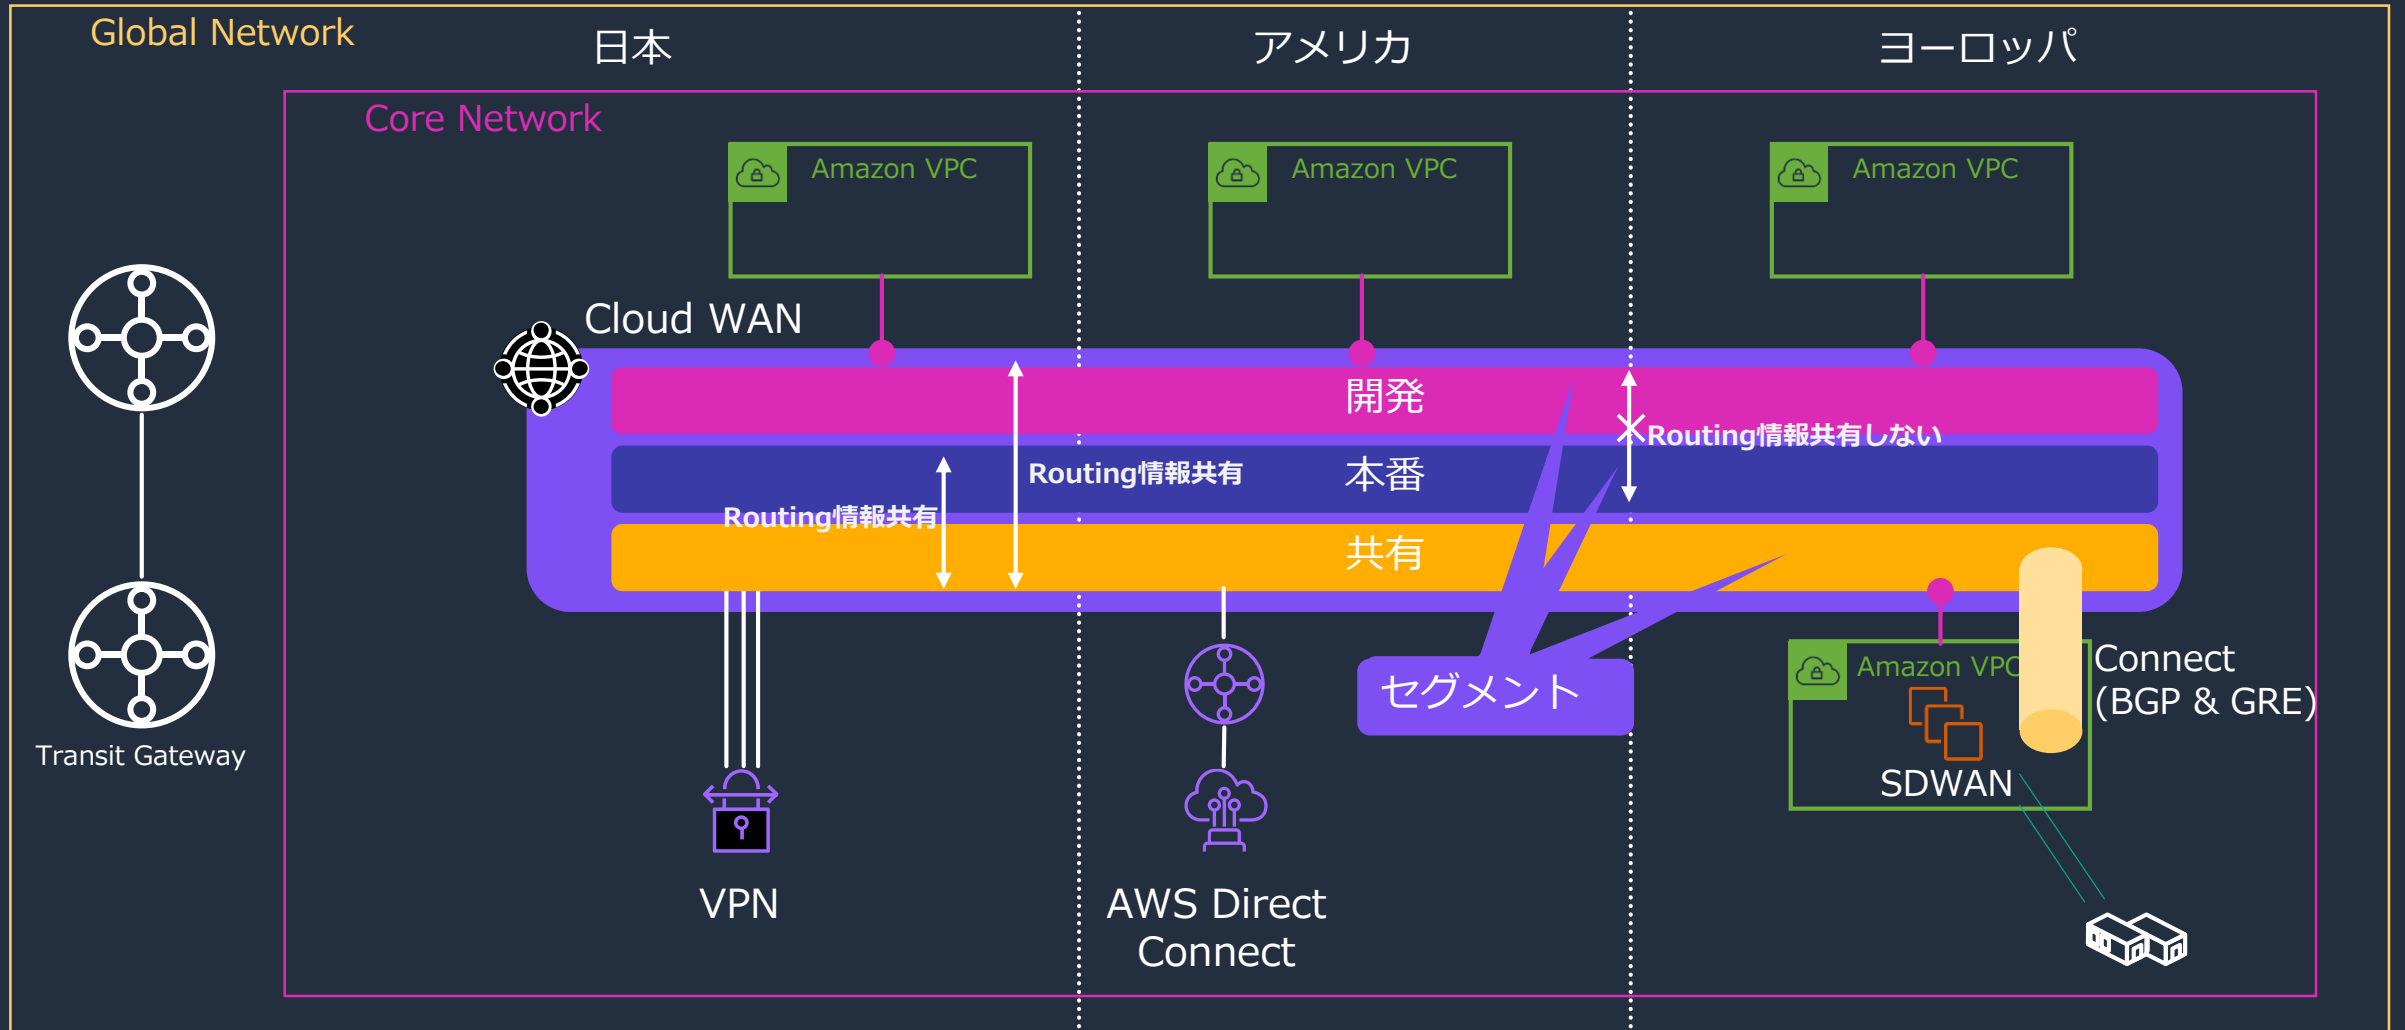 Global Network
日本
アメリカ
ヨーロッパ
Core Network
Amazon VPC
Amazon VPC
Amazon VPC
Cloud WAN
開発
Routing情報共有しない
本番
Routing情報共有
Routing情報共有
共有
セグメント
Amazon VPC
Connect
(BGP & GRE)
SDWAN
Transit Gateway
VPN
AWS Direct
Connect